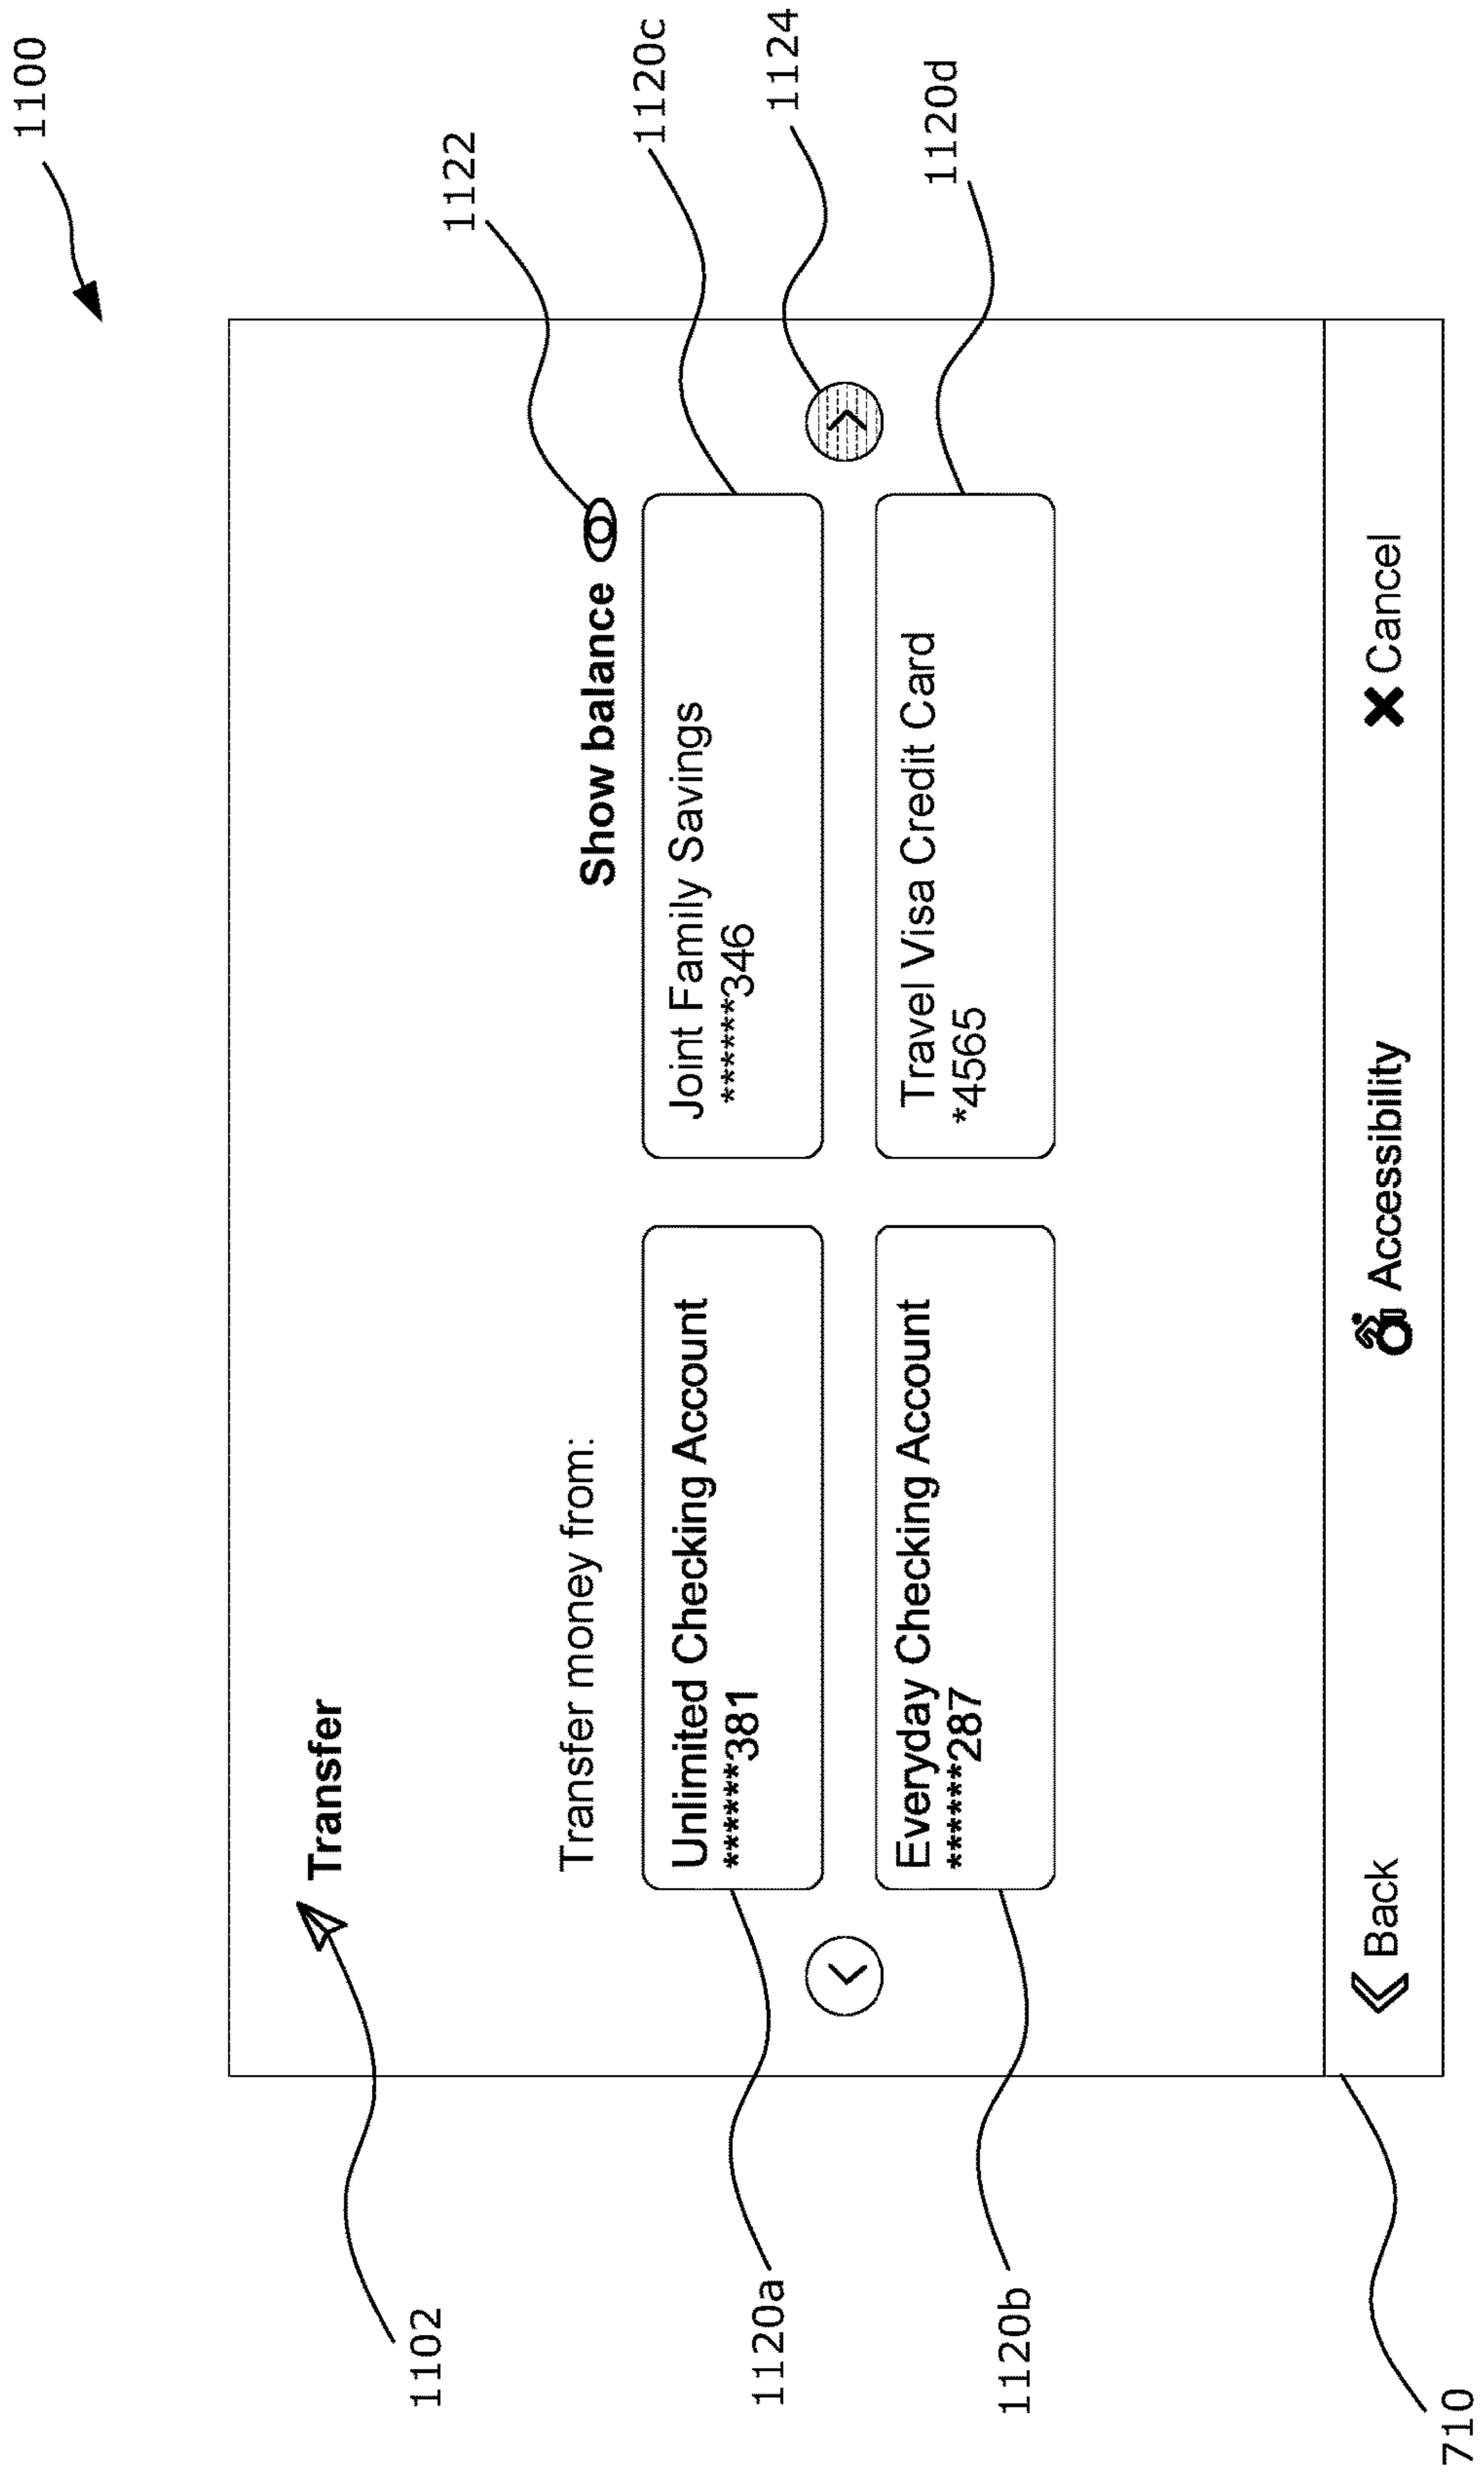 1100
1102
Transfer
1122
Transfer money from:
Show balance
1120a
Unlimited Checking Account
******381
1120c
Joint Family Savings
******346
1124
1120b
Everyday Checking Account
******287
1120d
Travel Visa Credit Card
*4565
710
Back
Accessibility
Cancel